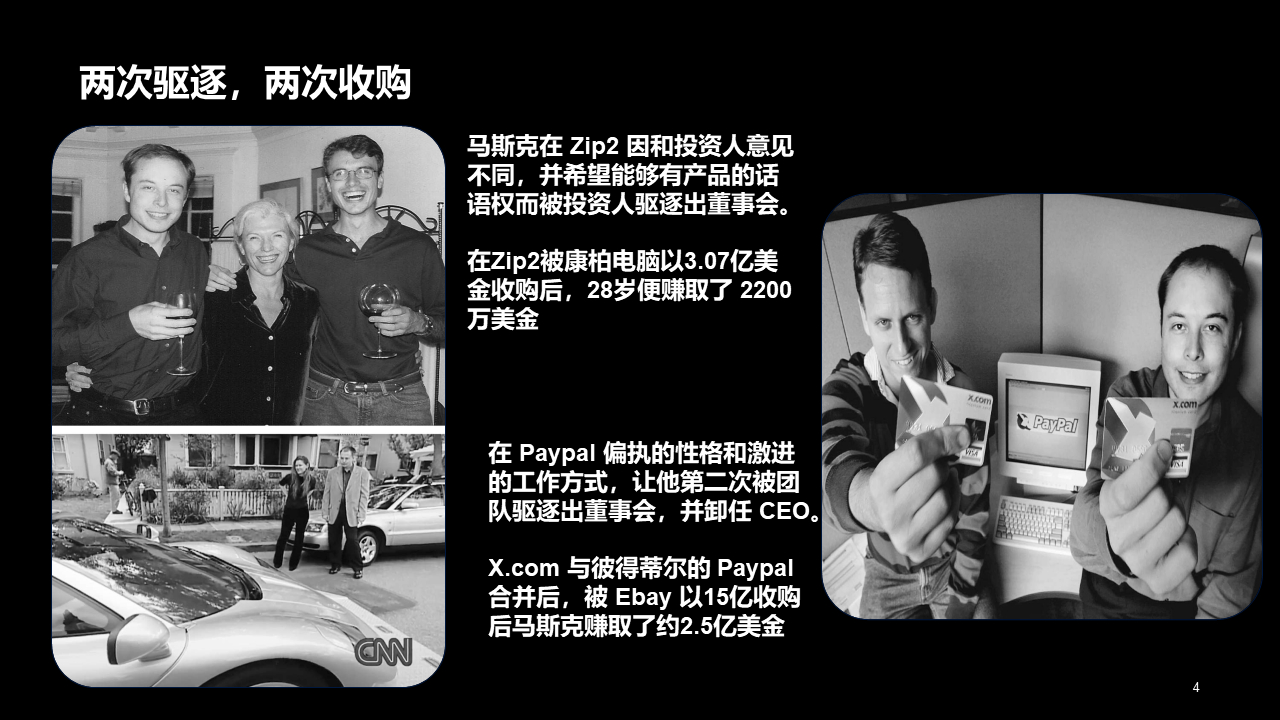 两次驱逐，两次收购
马斯克在 Zip2 因和投资人意见
不同，并希望能够有产品的话
语权而被投资人驱逐出董事会。
在Zip2被康柏电脑以3.07亿美
金收购后，28岁便赚取了 2200
万美金
在 Paypal 偏执的性格和激进
的工作方式，让他第二次被团
队驱逐出董事会，并卸任 CEO。
X.com 与彼得蒂尔的 Paypal
合并后，被 Ebay 以15亿收购
后马斯克赚取了约2.5亿美金
CNN
x.com
VISA
PayPal
x.com
4